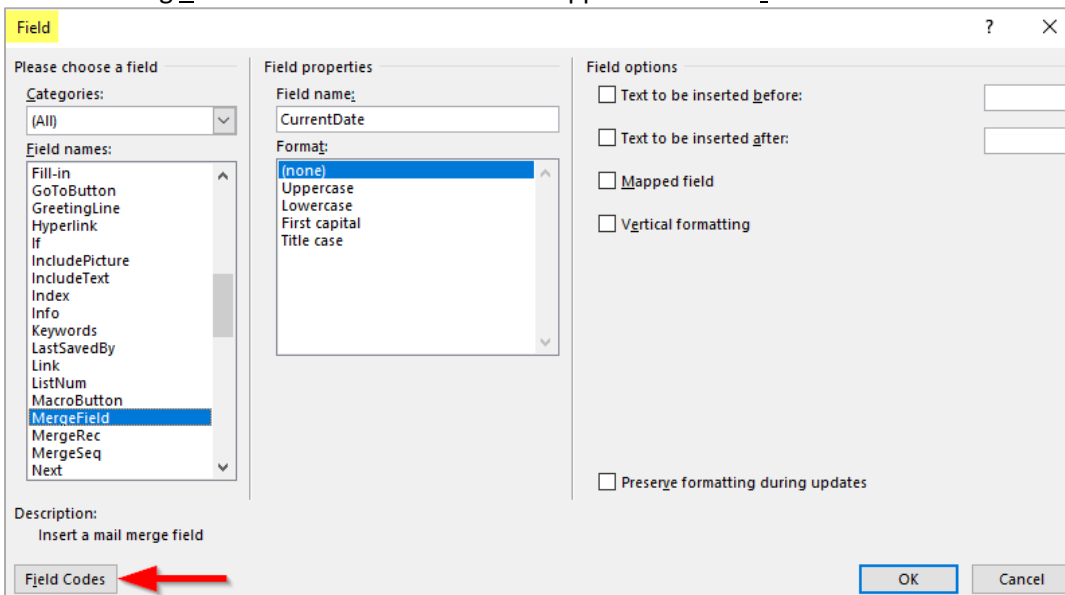 Field
?
Please choose a field
Categories:
(All)
Field names:
Fill-in
GoToButton
GreetingLine
Hyperlink
If
IncludePicture
IncludeText
Index
Info
Keywords
LastSavedBy
Link
ListNum
MacroButton
MergeField
MergeRec
MergeSeq
Next
Field properties
Field name:
CurrentDate
Format:
(none)
Uppercase
Lowercase
First capital
Title case
Field options
Text to be inserted before:
Text to be inserted after:
Mapped field
Vertical formatting
Preserve formatting during updates
Description:
Insert a mail merge field
Field Codes
OK
Cancel